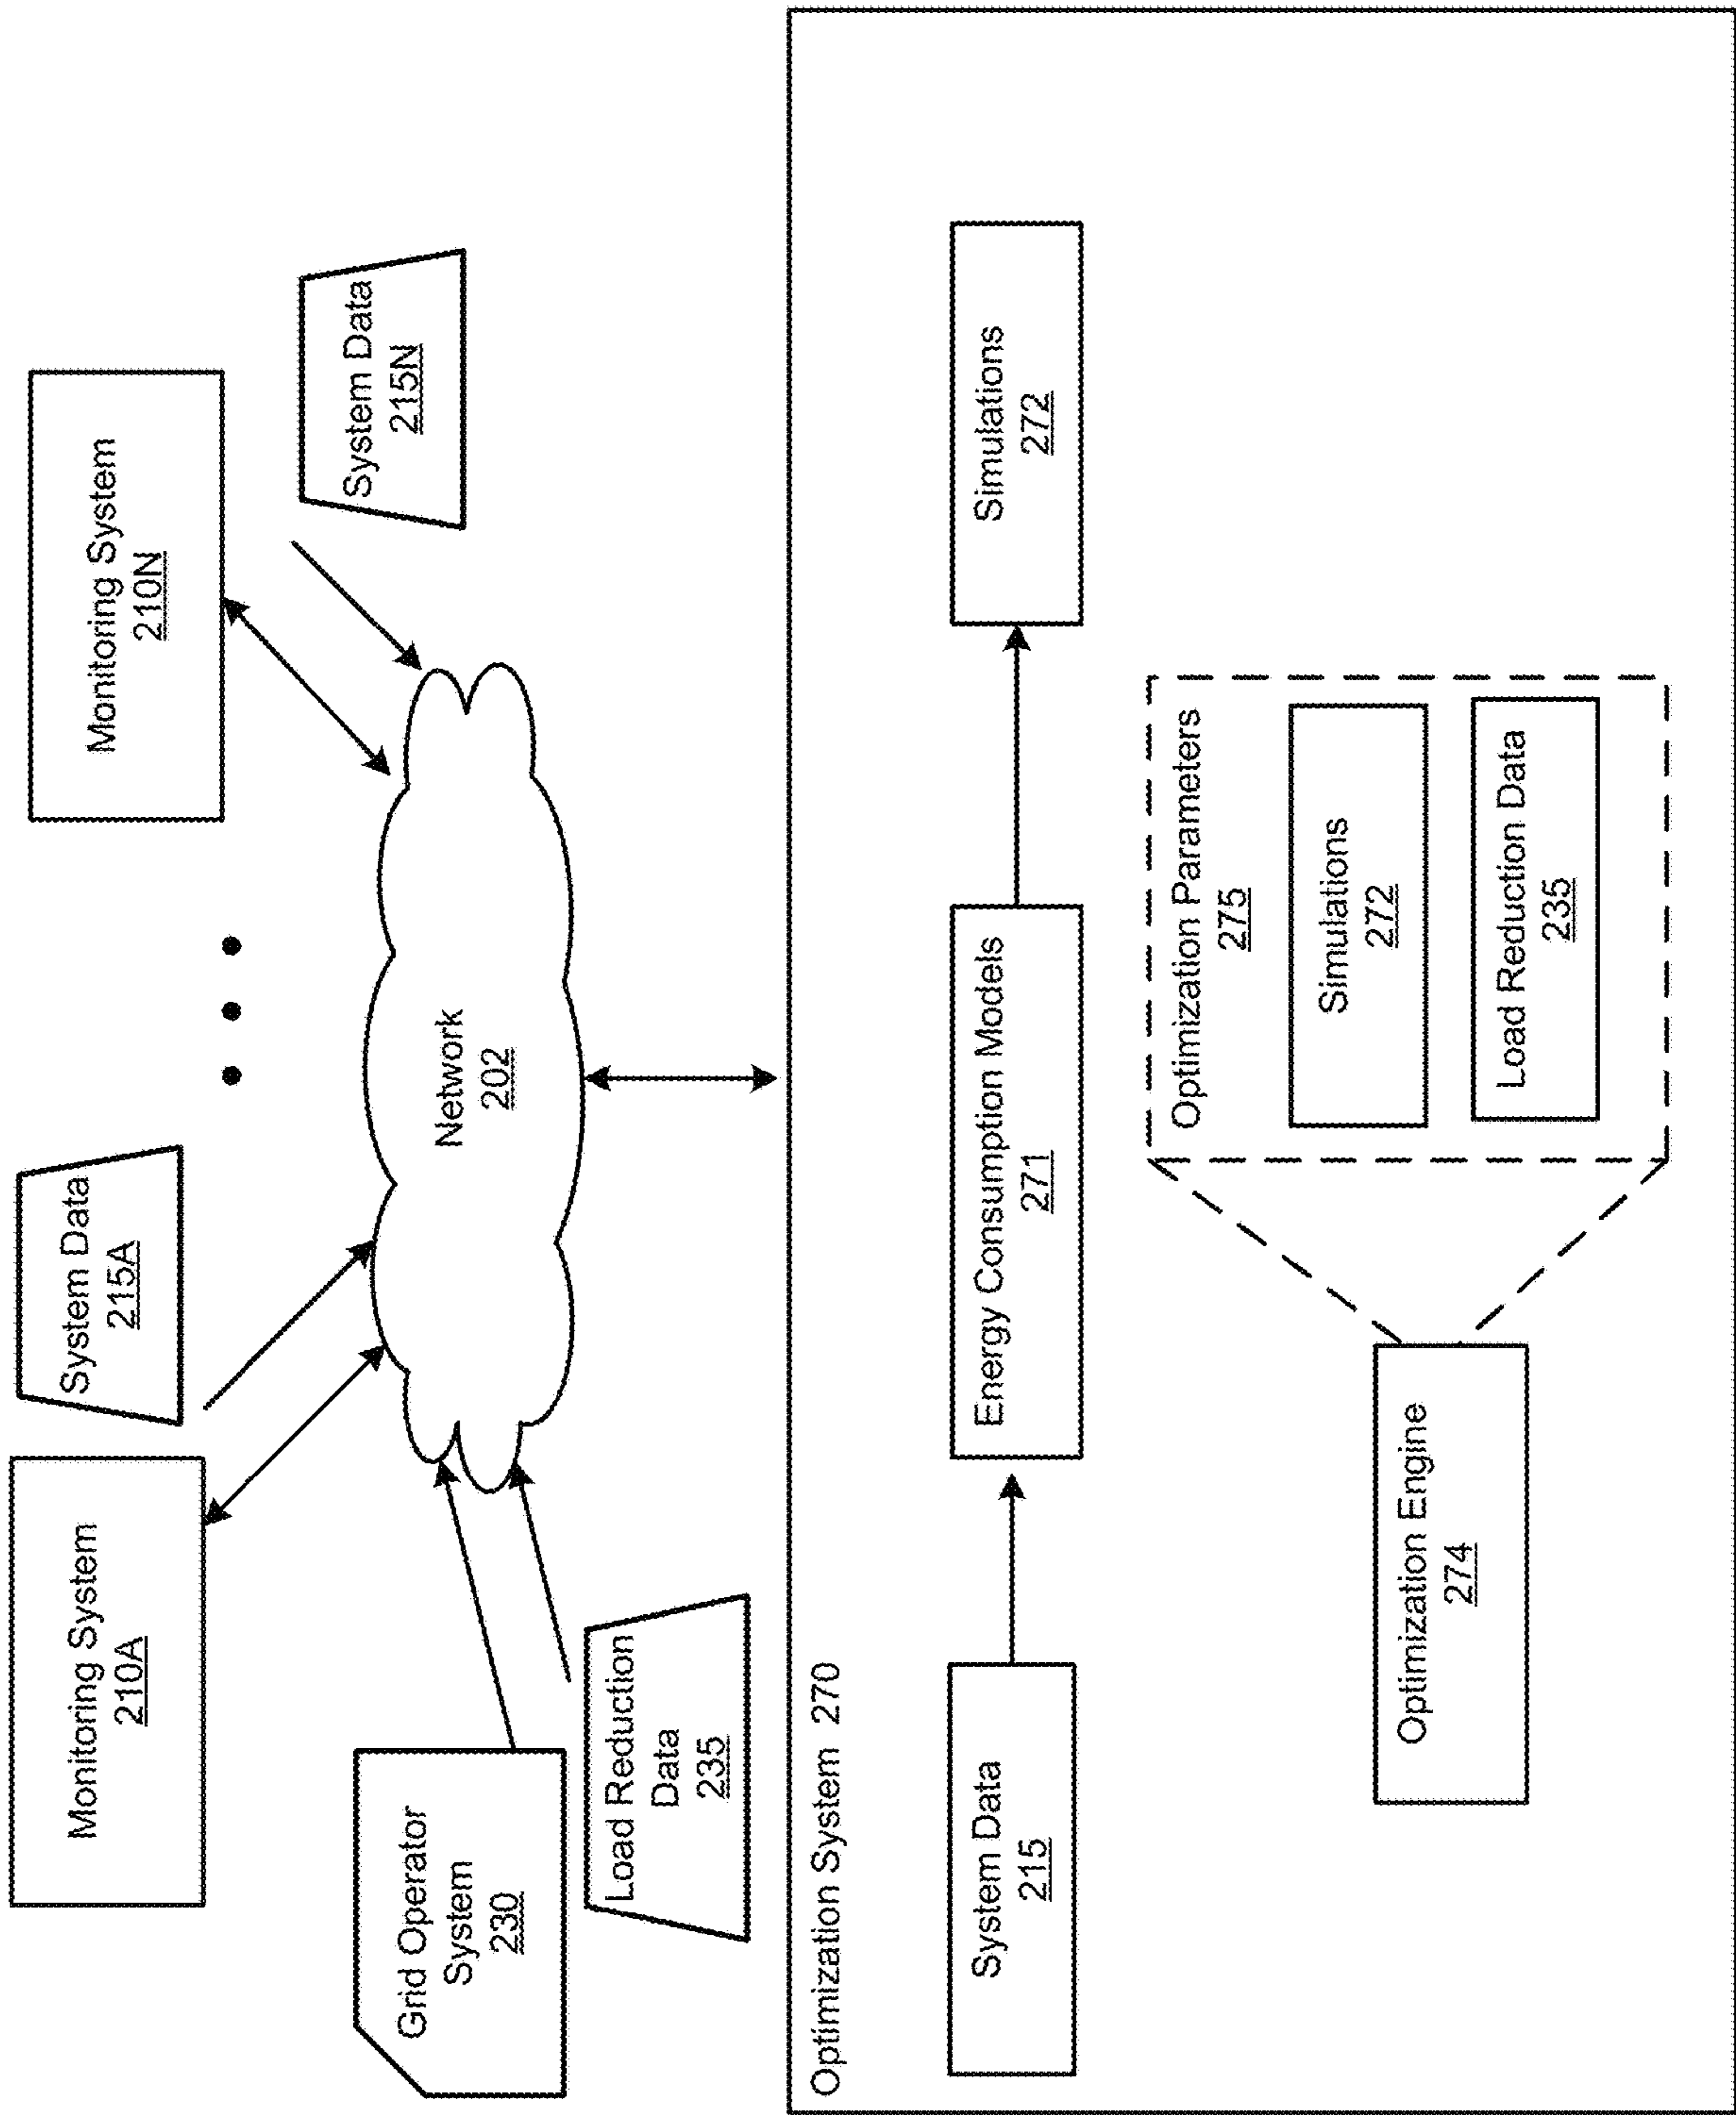 Monitoring System
210A
System Data
215A
Monitoring System
210N
System Data
215N
Grid Operator
System
230
Load Reduction
Data
235
Network
202
Optimization System 270
System Data
215
Energy Consumption Models
271
Simulations
272
Optimization Engine
274
Optimization Parameters
275
Simulations
272
Load Reduction Data
235